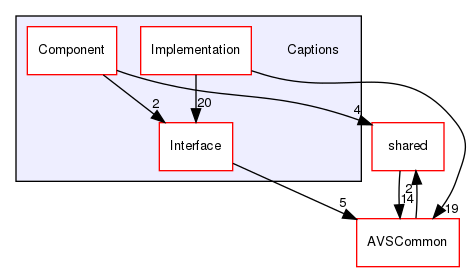 Component
Implementation
Captions
2
20
4
Interface
shared
5
2
14
19
AVSCommon